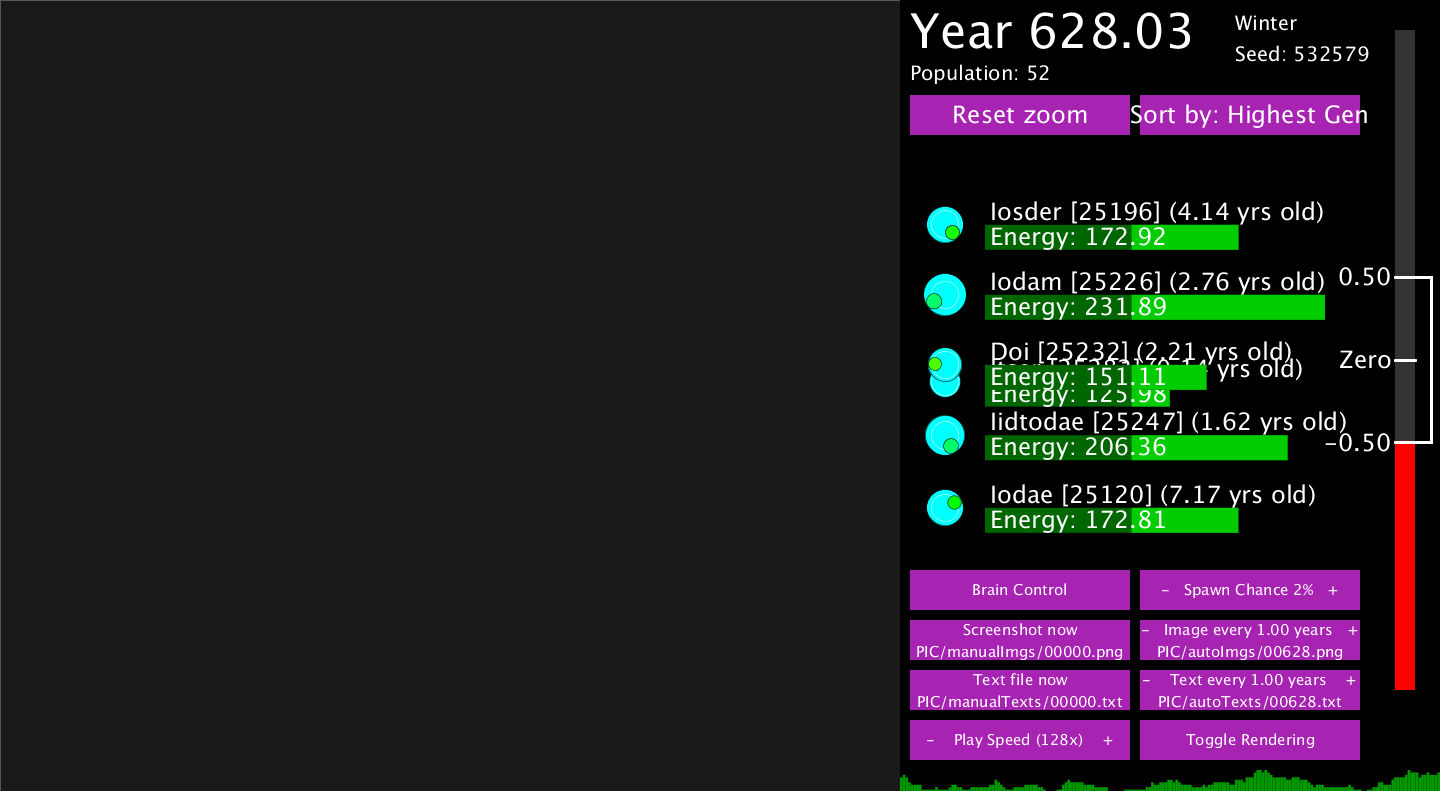 Year 628.03
Winter
Seed: 532579
Population: 52
Reset zoom
Sort by: Highest Gen
Iosder [25196] (4.14 yrs old)
Energy: 172.92
Iodam [25226] (2.76 yrs old)
Energy: 231.89
Doi [25232] (2.21 yrs old)
yrs old)
Energy: 151.11
Energy: 125.98
Iidtodae [25247] (1.62 yrs old)
Energy: 206.36
Iodae [25120] (7.17 yrs old)
Energy: 172.81
0.50
Zero
-0.50
Brain Control
- Spawn Chance 2% +
Screenshot now
PIC/manualImgs/00000.png
- Image every 1.00 years +
PIC/autoImgs/00628.png
Text file now
PIC/manualTexts/00000.txt
- Text every 1.00 years +
PIC/autoTexts/00628.txt
- Play Speed (128x) +
Toggle Rendering